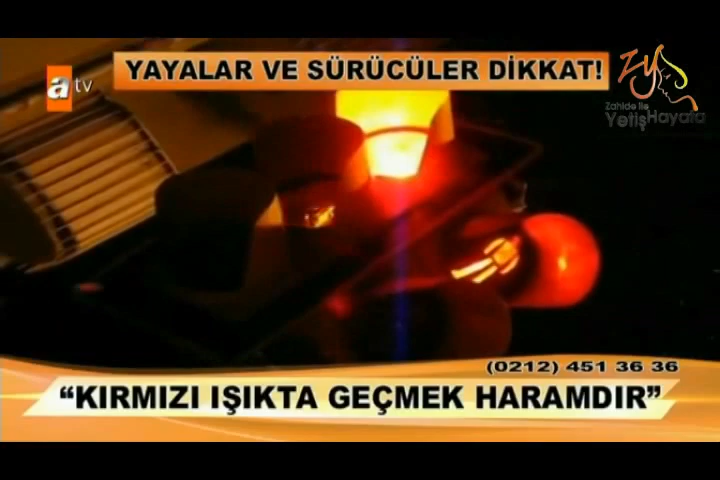 YAYALAR VE SÜRÜCÜLER DİKKAT!
atv
Zahide ile
Yetiş Hayata
(0212) 451 36 36
“KIRMIZI IŞIKTA GEÇMEK HARAMDIR”